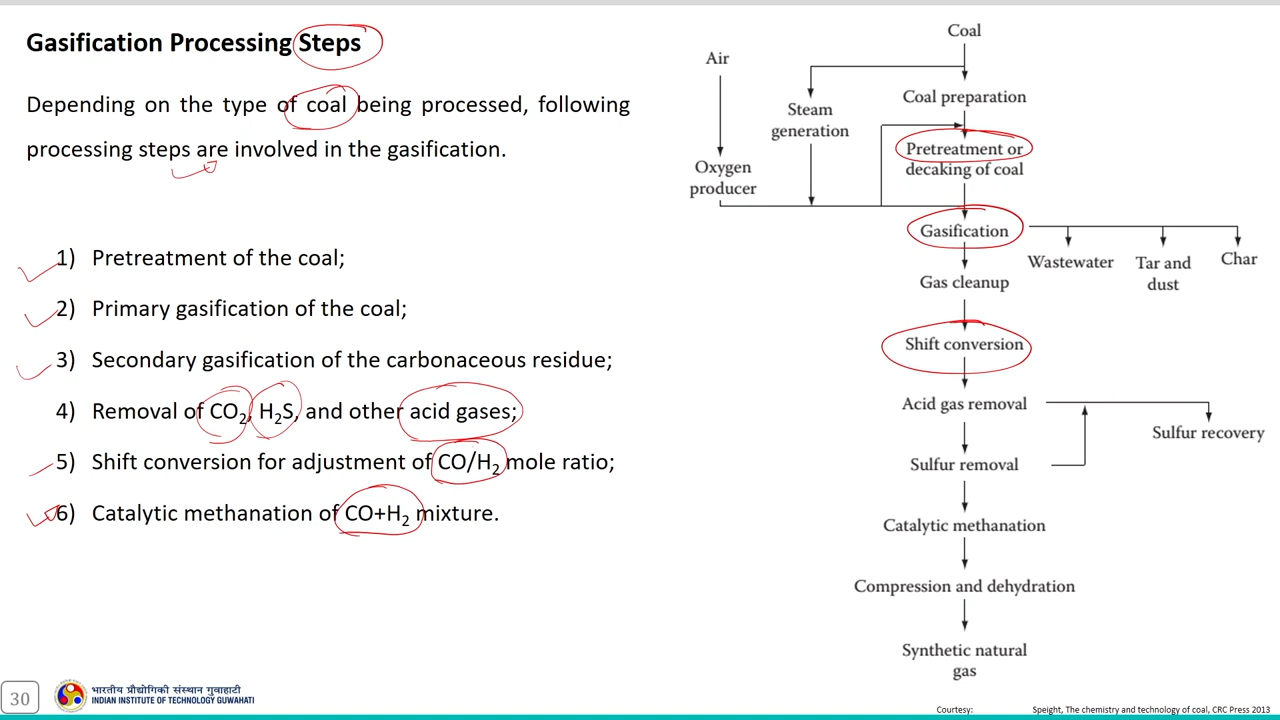 Gasification Processing Steps
Depending on the type of coal being processed, following
processing steps are involved in the gasification.
1) Pretreatment of the coal;
2) Primary gasification of the coal;
3) Secondary gasification of the carbonaceous residue;
4) Removal of CO₂, H₂S, and other acid gases;
5) Shift conversion for adjustment of CO/H₂ mole ratio;
6) Catalytic methanation of CO+H₂ mixture.
Coal
Air
Coal preparation
Steam
generation
Pretreatment or
decaking of coal
Oxygen
producer
Gasification
Wastewater
Tar and
dust
Char
Gas cleanup
Shift conversion
Acid gas removal
Sulfur recovery
Sulfur removal
Catalytic methanation
Compression and dehydration
Synthetic natural
gas
30
भारतीय प्रौद्योगिकी संस्थान गुवाहाटी
INDIAN INSTITUTE OF TECHNOLOGY GUWAHATI
Courtesy: Speight, The chemistry and technology of coal, CRC Press 2013